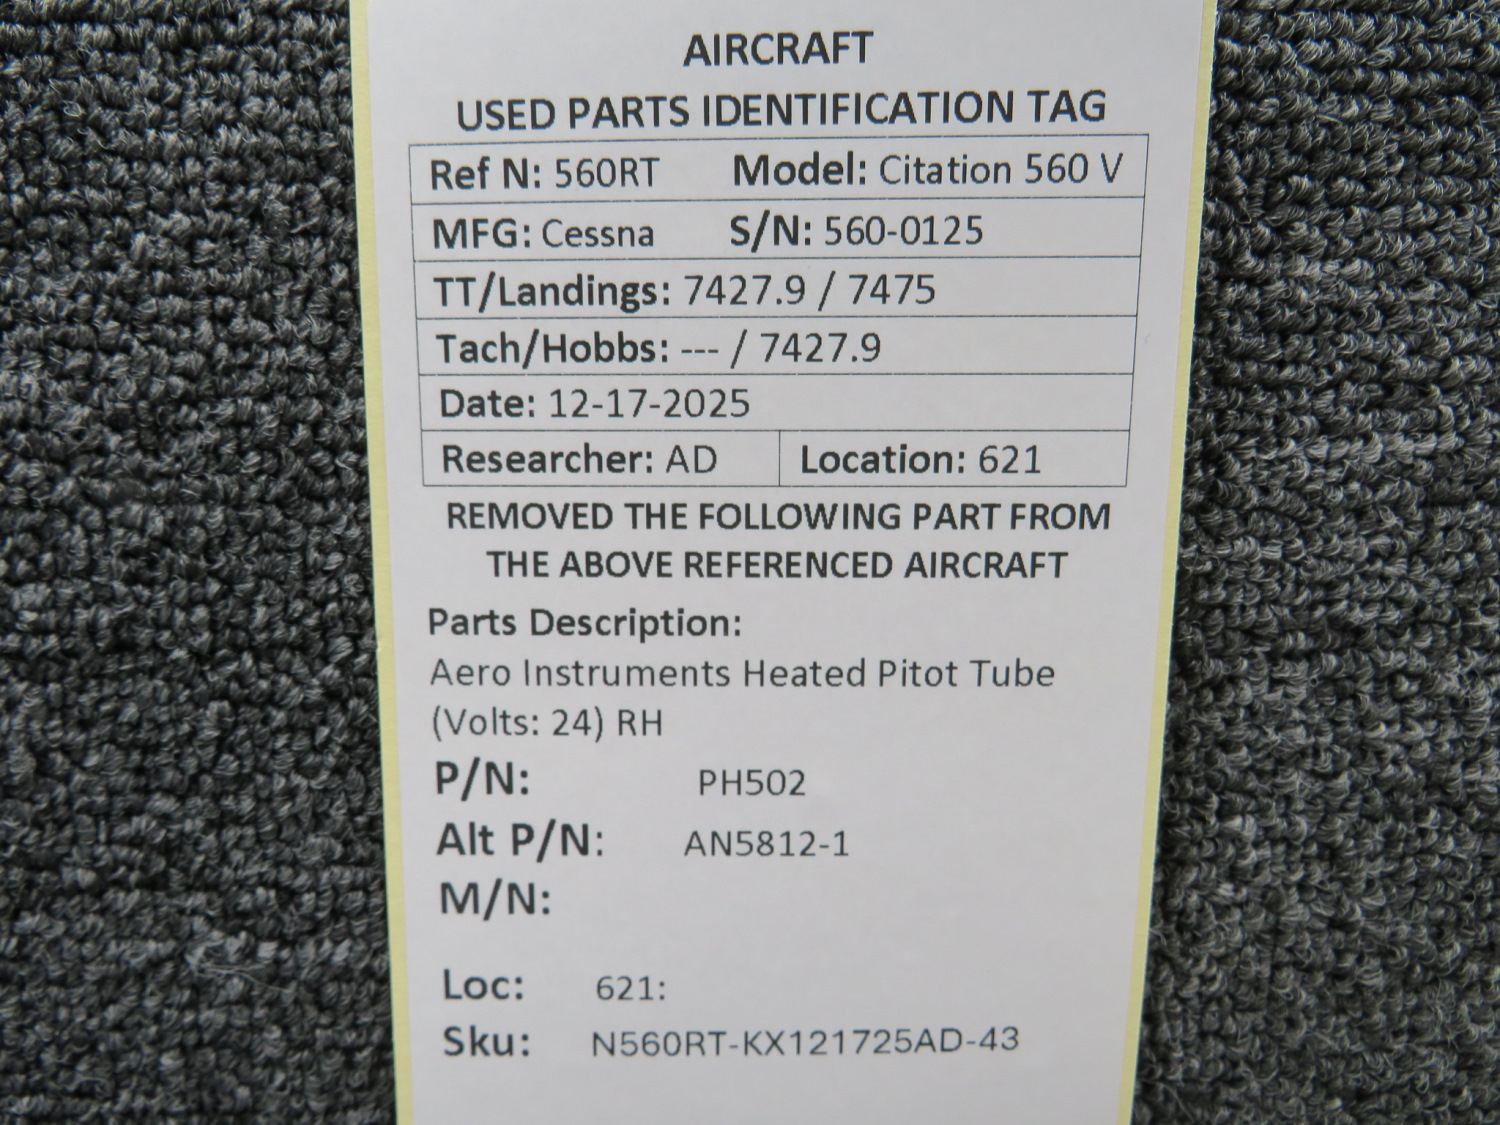 AIRCRAFT
USED PARTS IDENTIFICATION TAG
Ref N: 560RT Model: Citation 560 V
MFG: Cessna S/N: 560-0125
TT/Landings: 7427.9 / 7475
Tach/Hobbs: --- / 7427.9
Date: 12-17-2025
Researcher: AD Location: 621
REMOVED THE FOLLOWING PART FROM
THE ABOVE REFERENCED AIRCRAFT
Parts Description:
Aero Instruments Heated Pitot Tube
(Volts: 24) RH
P/N: PH502
Alt P/N: AN5812-1
M/N:
Loc: 621:
Sku: N560RT-KX121725AD-43